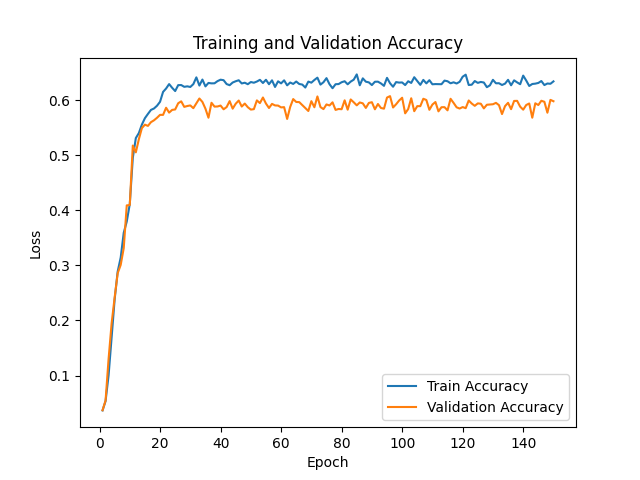 Training and Validation Accuracy
0.6
0.5
0.4
0.3
0.2
0.1
Loss
Train Accuracy
Validation Accuracy
0 20 40 60 80 100 120 140
Epoch